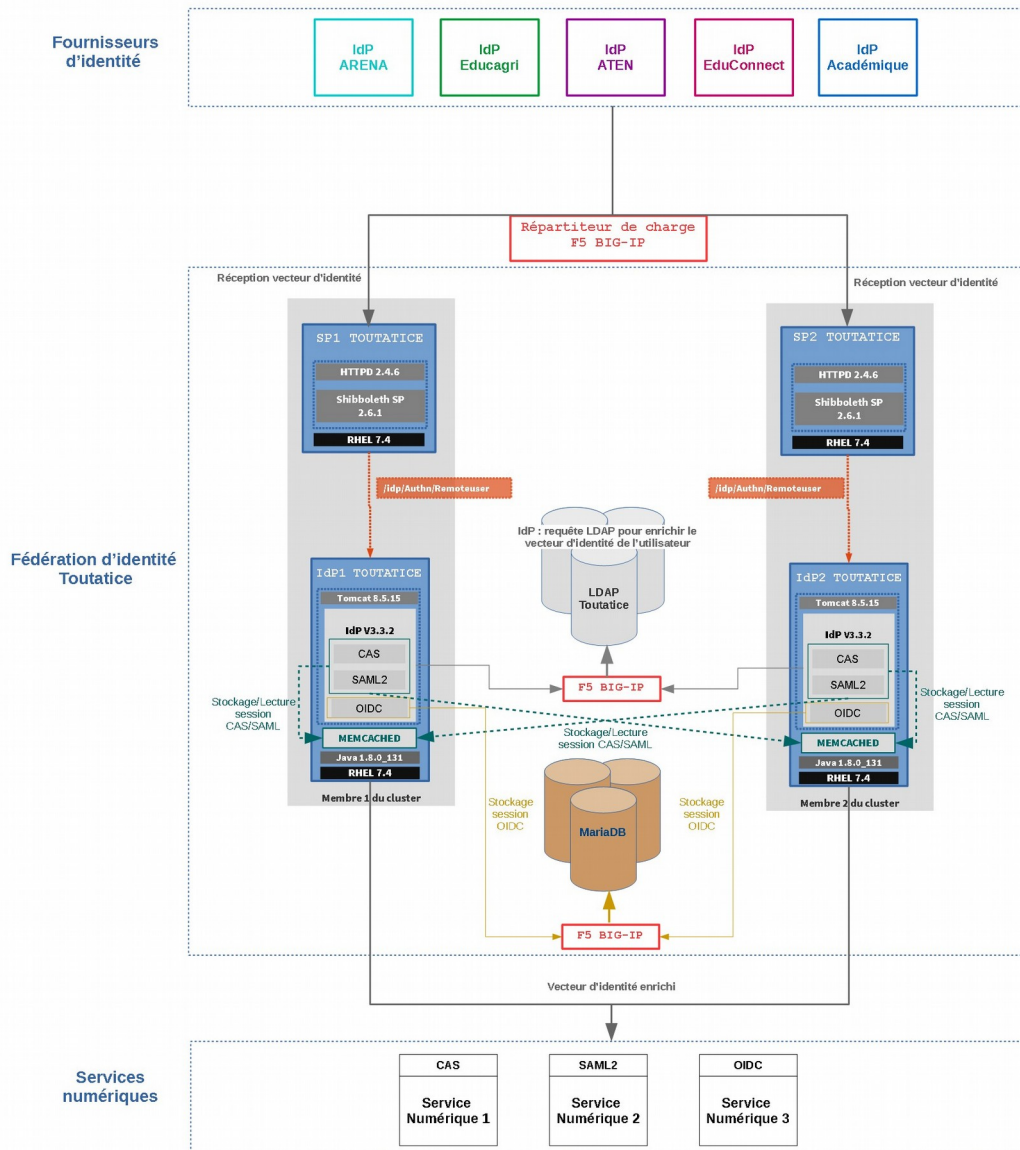 Fournisseurs
d'identité
IdP
ARENA
IdP
Educagri
IdP
ATEN
IdP
EduConnect
IdP
Académique
Répartiteur de charge
F5 BIG-IP
Réception vecteur d'identité
Réception vecteur d'identité
SP1 TOUTATICE
HTTPD 2.4.6
Shibboleth SP
2.6.1
RHEL 7.4
SP2 TOUTATICE
HTTPD 2.4.6
Shibboleth SP
2.6.1
RHEL 7.4
/idp/Authn/Remoteuser
/idp/Authn/Remoteuser
IdP : requête LDAP pour enrichir le
vecteur d'identité de l'utilisateur
LDAP
Toutatice
Fédération d'identité
Toutatice
IdP1 TOUTATICE
Tomcat 8.5.15
IdP V3.3.2
CAS
SAML2
OIDC
MEMCACHED
Java 1.8.0_131
RHEL 7.4
Membre 1 du cluster
IdP2 TOUTATICE
Tomcat 8.5.15
IdP V3.3.2
CAS
SAML2
OIDC
MEMCACHED
Java 1.8.0_131
RHEL 7.4
Membre 2 du cluster
F5 BIG-IP
Stockage/Lecture
session
CAS/SAML
Stockage/Lecture
session CAS/SAML
Stockage/Lecture
session
CAS/SAML
Stockage
session
OIDC
MariaDB
Stockage
session
OIDC
F5 BIG-IP
Vecteur d'identité enrichi
Services
numériques
CAS
Service
Numérique 1
SAML2
Service
Numérique 2
OIDC
Service
Numérique 3